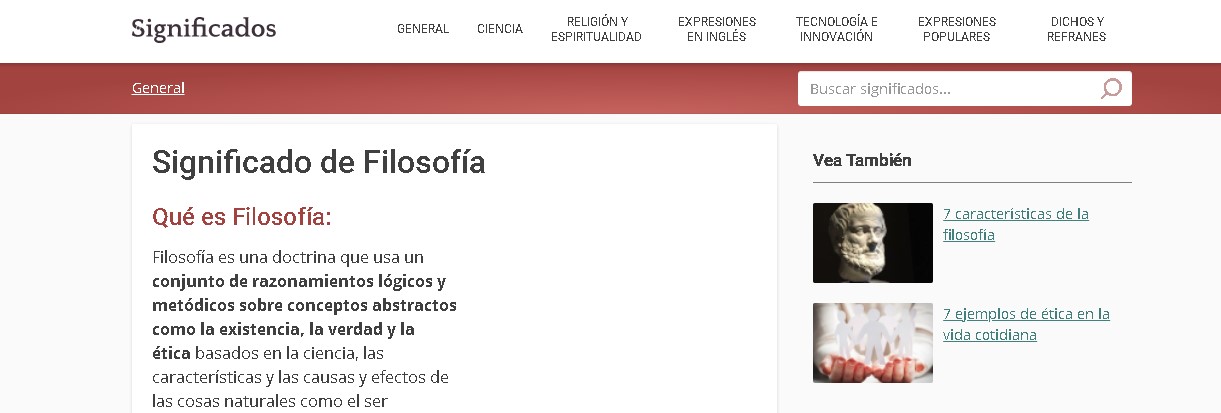 Significados
GENERAL
CIENCIA
RELIGIÓN Y
ESPIRITUALIDAD
EXPRESIONES
EN INGLÉS
TECNOLOGÍA E
INNOVACIÓN
EXPRESIONES
POPULARES
DICHOS Y
REFRANES
General
Buscar significados...
Significado de Filosofía
Qué es Filosofía:
Filosofía es una doctrina que usa un
conjunto de razonamientos lógicos y
metódicos sobre conceptos abstractos
como la existencia, la verdad y la
ética basados en la ciencia, las
características y las causas y efectos de
las cosas naturales como el ser
Vea También
7 características de la
filosofía
7 ejemplos de ética en la
vida cotidiana